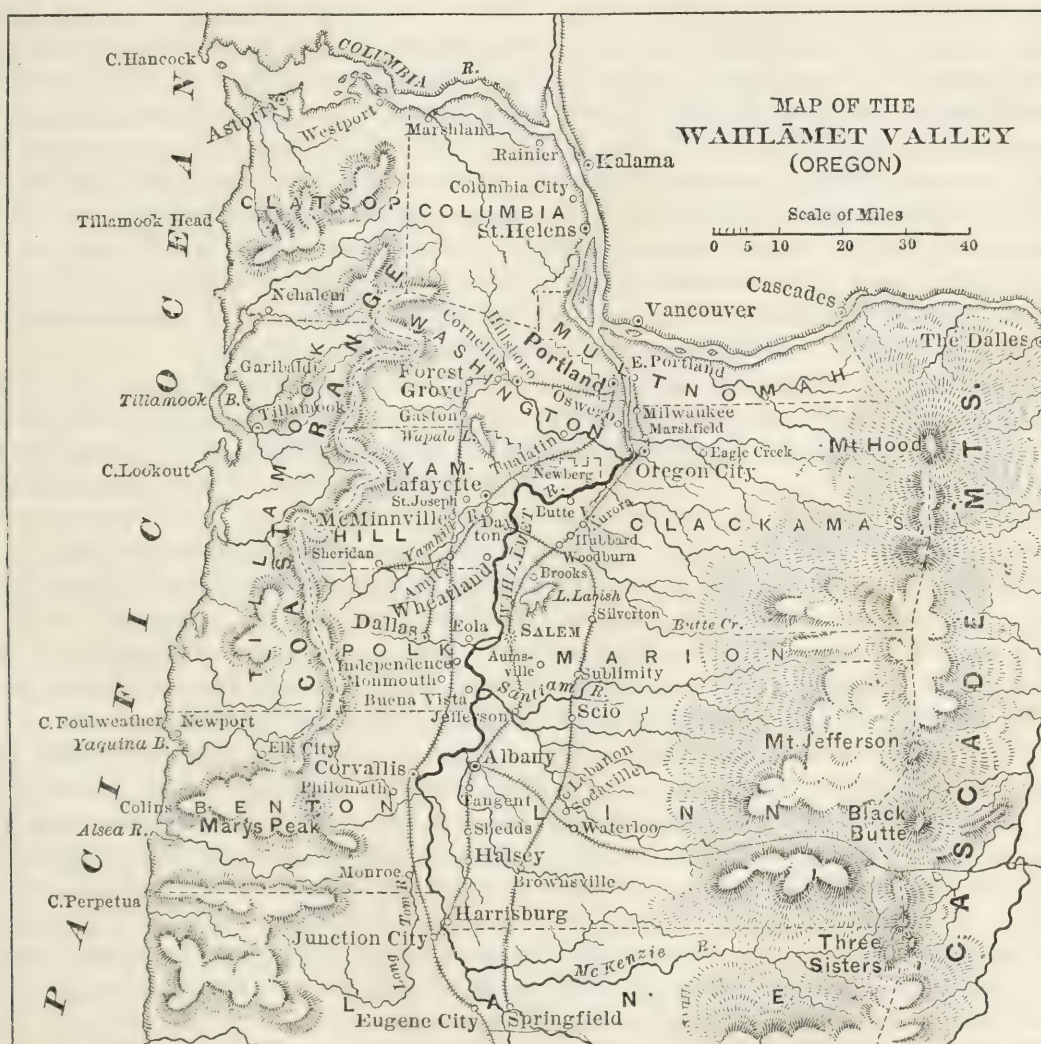 MAP OF THE
WAHLĀMET VALLEY
(OREGON)
Scale of Miles
0 5 10 20 30 40
PACIFIC OCEAN
C. Hancock
COLUMBIA R.
Astoria
Westport
Marshland
Rainier
Kalama
Columbia City
CLATSOP
COLUMBIA
St. Helens
Tillamook Head
Cascades
Vancouver
The Dalles
Nehalem
WASHINGTON
Cornelius
Hillsboro
MULTNOMAH
Portland
E. Portland
Garibaldi
Forest
Grove
Oswego
Milwaukee
Tillamook B.
Tillamook
Gaston
Marshfield
Wapalo L.
Tualatin
Eagle Creek
Mt. Hood
C. Lookout
Oregon City
YAM-
HILL
Lafayette
Newberg
St. Joseph
Butte
Aurora
McMinnville
Dayton
CLACKAMAS
Yamhill R.
Hubbard
Sheridan
Woodburn
WAHLAMET R.
Amity
Wheatland
Brooks
L. Labish
Silverton
TILLAMOOK
COAST RANGE
Dallas
Eola
SALEM
Butte Cr.
POLK
Independence
Aumsville
MARION
Monmouth
Sublimity
Buena Vista
Santiam R.
C. Foulweather
Newport
Jefferson
Scio
Yaquina B.
Elk City
Mt. Jefferson
Corvallis
Albany
Philomath
Lebanon
Colins
BENTON
Tangent
LINN
Black
Butte
Marys Peak
Alsea R.
Shedds
Waterloo
Halsey
Monroe
Brownsville
C. Perpetua
Long Tom R.
Harrisburg
Junction City
Three
Sisters
McKenzie R.
LANE
Eugene City
Springfield
CASCADE MTS.